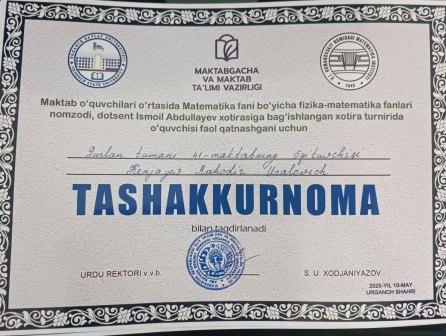 MAKTABGACHA
VA MAKTAB
TA'LIMI VAZIRLIGI
1942
Maktab o'quvchilari o'rtasida Matematika fani bo'yicha fizika-matematika fanlari
nomzodi, dotsent Ismoil Abdullayev xotirasiga bag'ishlangan xotira turnirida
o'quvchisi faol qatnashgani uchun
tumani 41-maktabning
Bahodir
TASHAKKURNOMA
bilan taqdirlanadi
URDU REKTORI v.v.b.
S. U. XODJANIYAZOV
2025-YIL 10-MAY
URGANCH SHAHRI